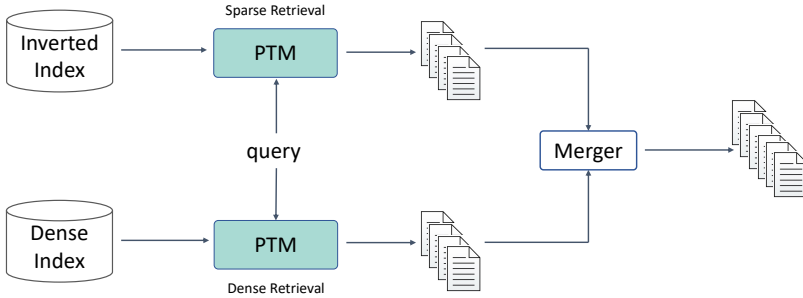 Sparse Retrieval
Inverted
Index
PTM
query
Merger
Dense
Index
PTM
Dense Retrieval